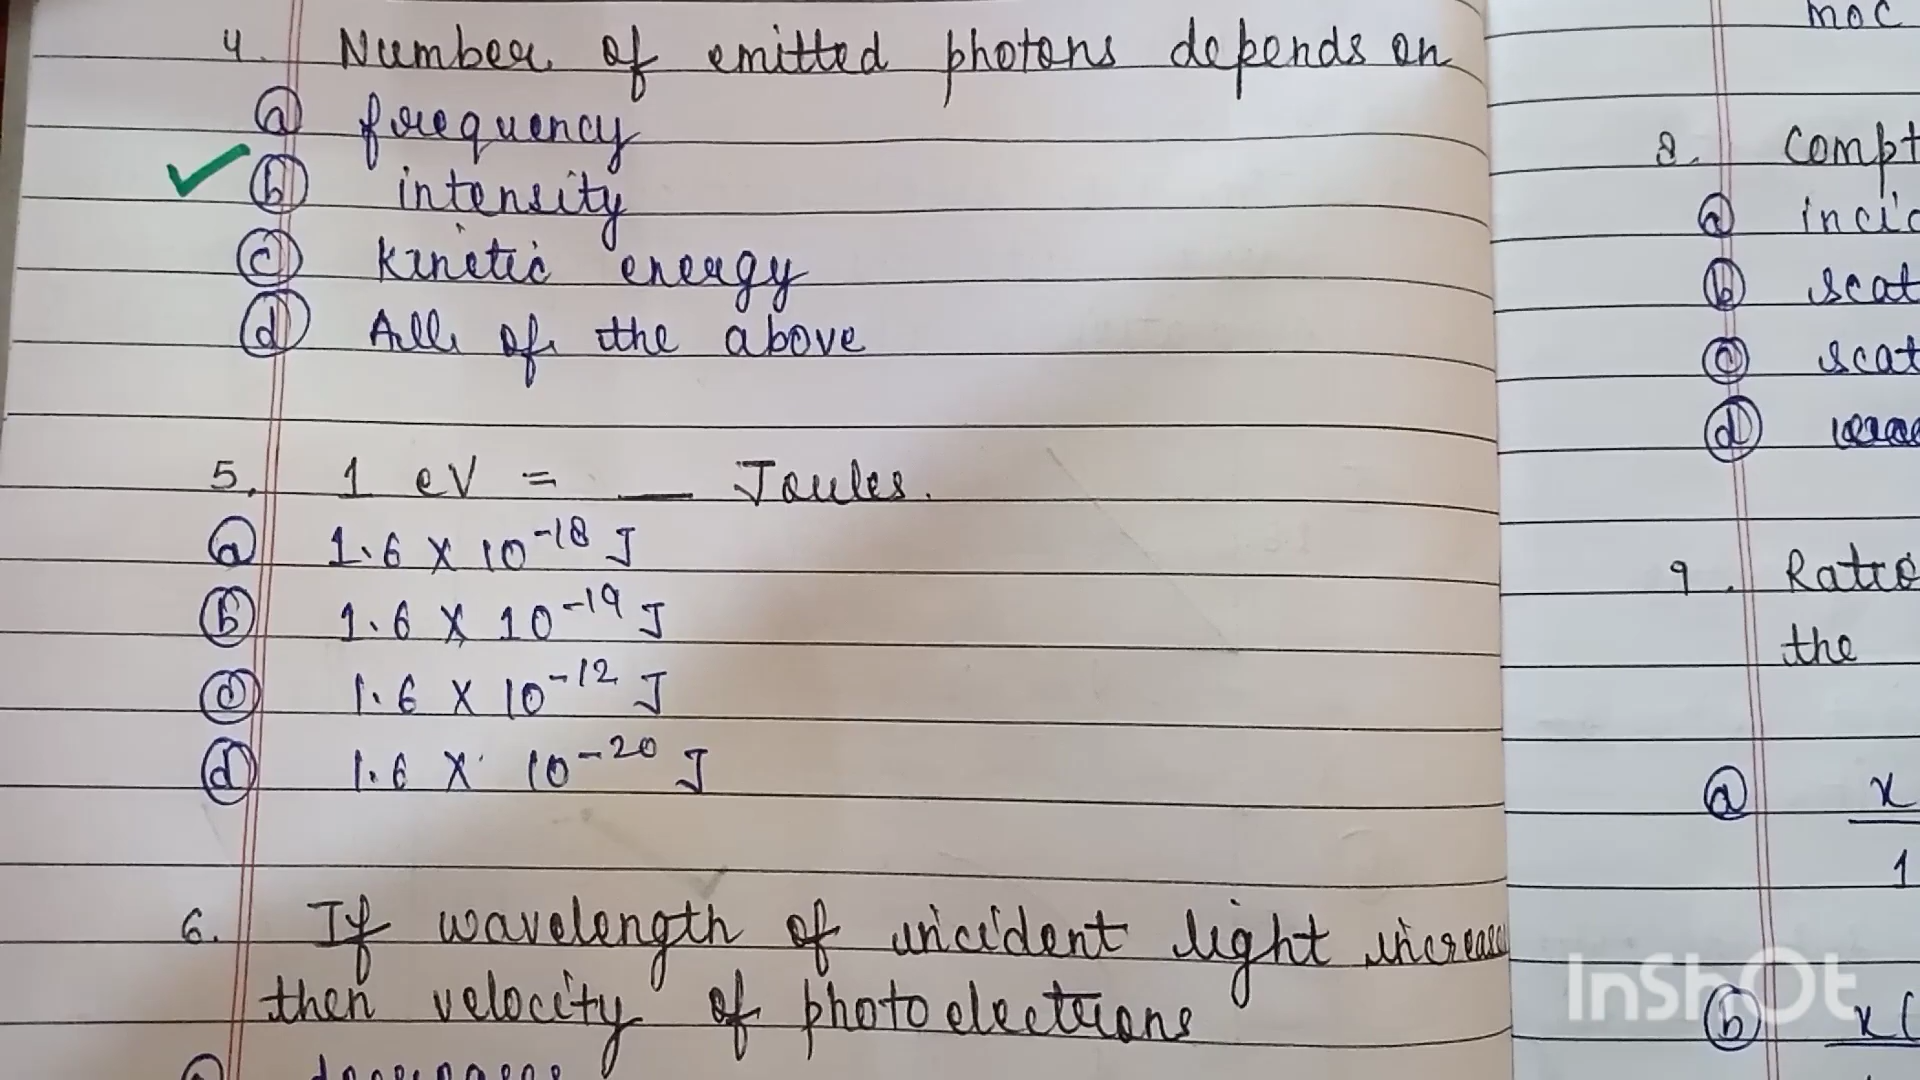 4. Number of emitted photons depends on
(a) frequency
(b) intensity
(c) kinetic energy
(d) All of the above
5. 1 eV = __ Joules.
(a) 1.6 × 10⁻¹⁸ J
(b) 1.6 × 10⁻¹⁹ J
(c) 1.6 × 10⁻¹² J
(d) 1.6 × 10⁻²⁰ J
6. If wavelength of incident light increase
then velocity of photoelectrons
moc
8. Compt
(a) incid
(b) scat
(c) scat
(d)
9. Ratio
the
(a) x
1
(b) x(
InShOt